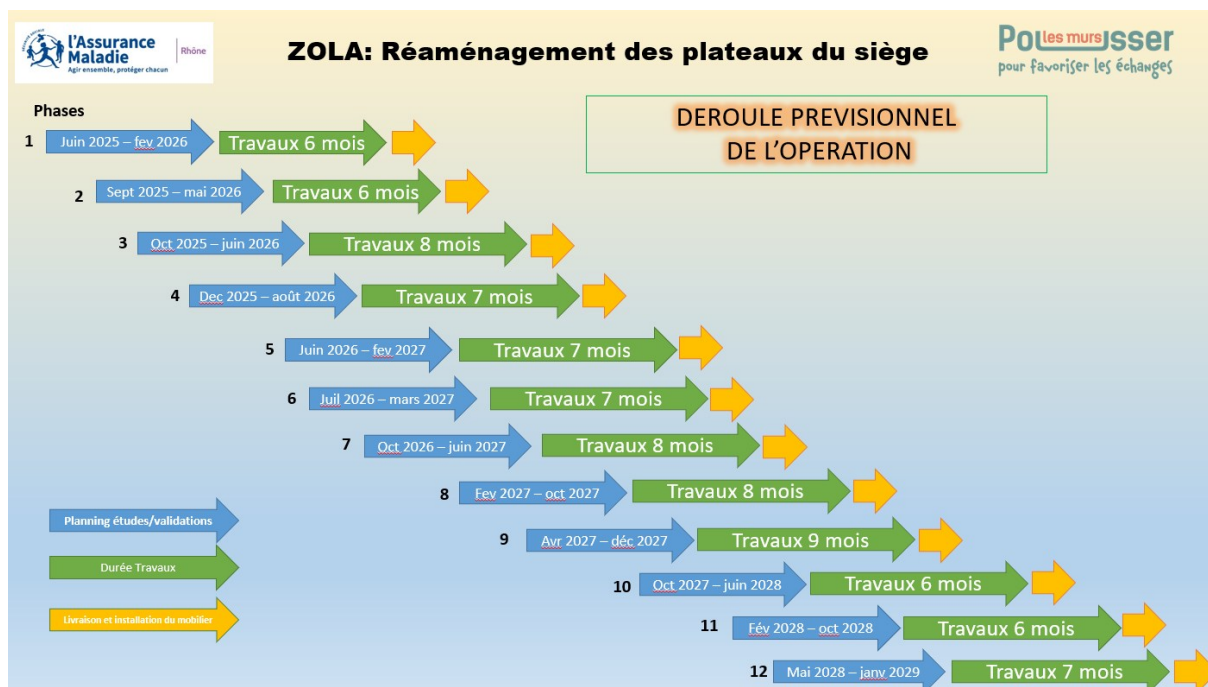 SÉCURITÉ SOCIALE
l'Assurance
Maladie
Agir ensemble, protéger chacun
Rhône
ZOLA: Réaménagement des plateaux du siège
Pou les murs sser
pour favoriser les échanges
DEROULE PREVISIONNEL
DE L'OPERATION
Phases
1 Juin 2025 – fev 2026 Travaux 6 mois
2 Sept 2025 – mai 2026 Travaux 6 mois
3 Oct 2025 – juin 2026 Travaux 8 mois
4 Dec 2025 – août 2026 Travaux 7 mois
5 Juin 2026 – fev 2027 Travaux 7 mois
6 Juil 2026 – mars 2027 Travaux 7 mois
7 Oct 2026 – juin 2027 Travaux 8 mois
8 Fev 2027 – oct 2027 Travaux 8 mois
9 Avr 2027 – déc 2027 Travaux 9 mois
10 Oct 2027 – juin 2028 Travaux 6 mois
11 Fév 2028 – oct 2028 Travaux 6 mois
12 Mai 2028 – janv 2029 Travaux 7 mois
Planning études/validations
Durée Travaux
Livraison et installation du mobilier